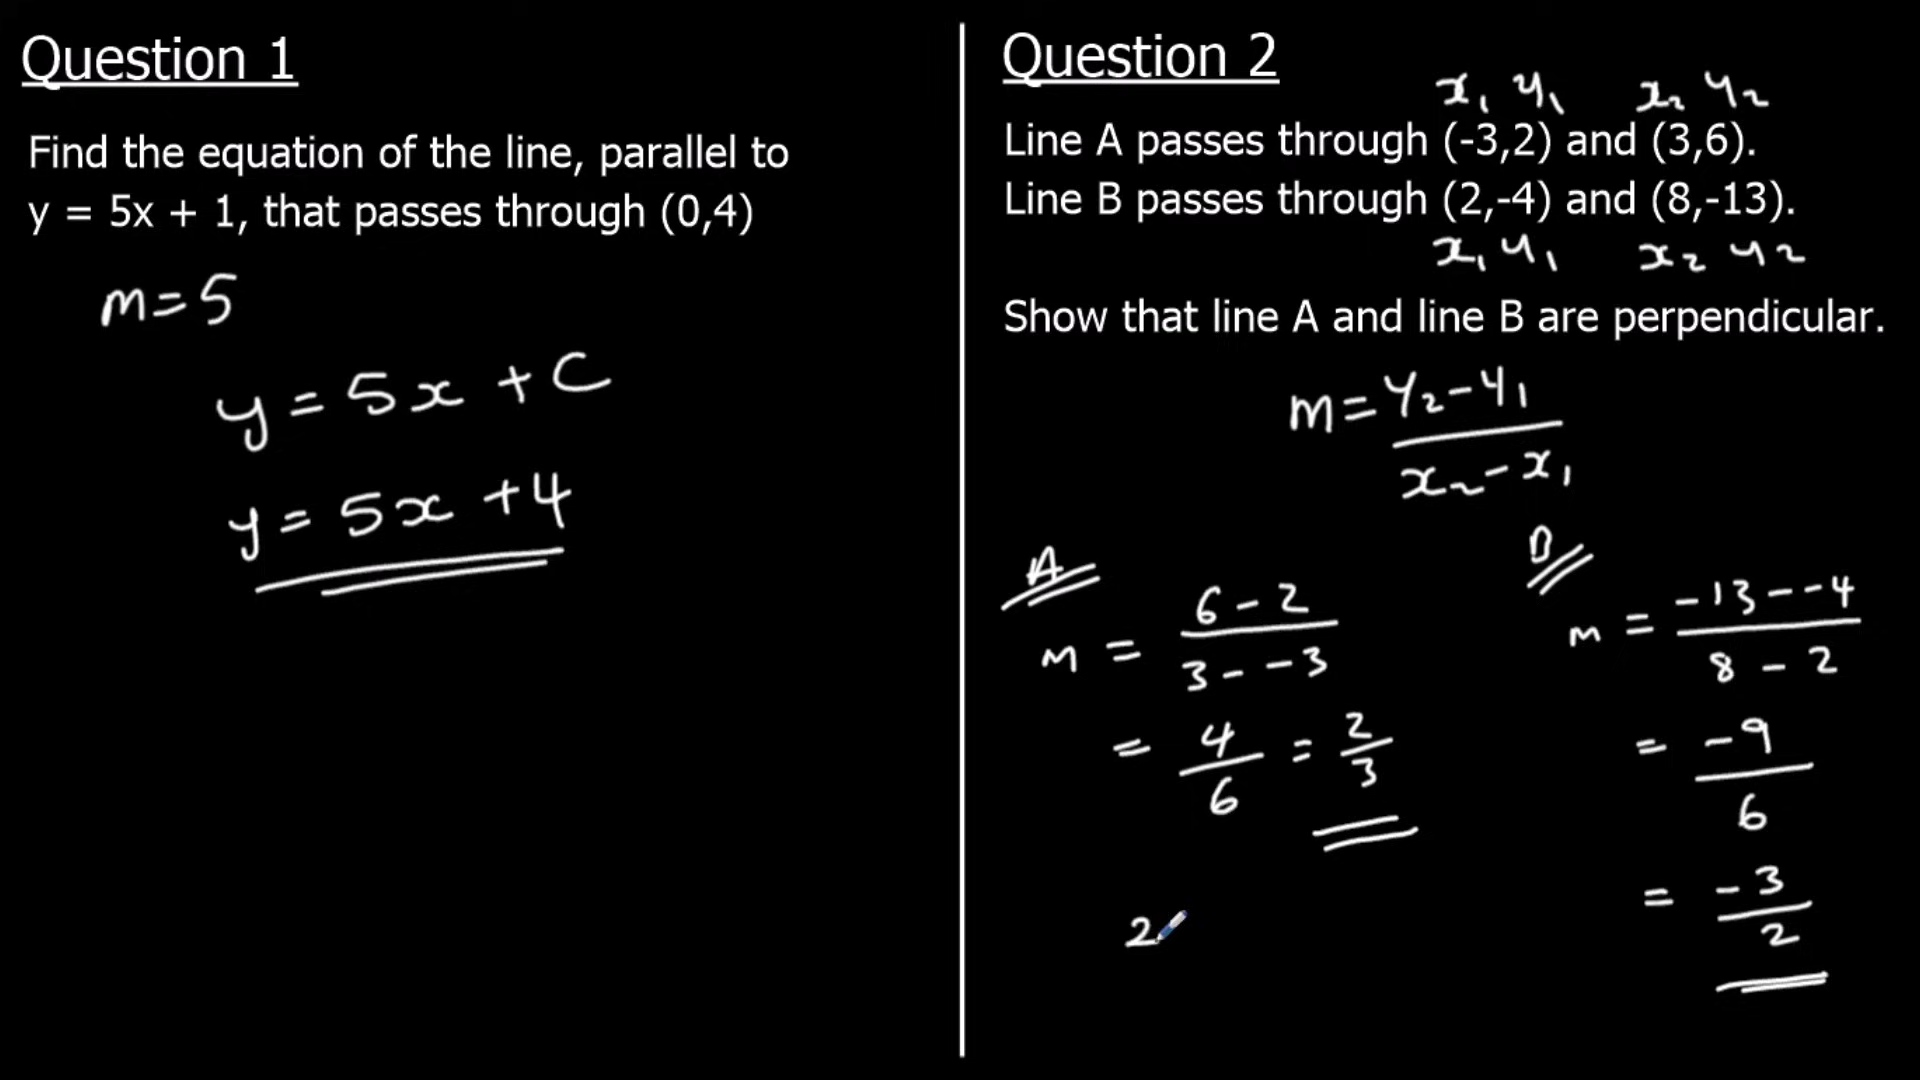 Question 1
Find the equation of the line, parallel to
y = 5x + 1, that passes through (0,4)
m=5
y = 5x + c
y = 5x + 4
Question 2
x₁ y₁ x₂ y₂
Line A passes through (-3,2) and (3,6).
Line B passes through (2,-4) and (8,-13).
x₁ y₁ x₂ y₂
Show that line A and line B are perpendicular.
m = y₂ - y₁
x₂ - x₁
A
m = 6 - 2
3 - -3
= 4/6 = 2/3
B
m = -13 - -4
8 - 2
= -9
6
= -3
2
2